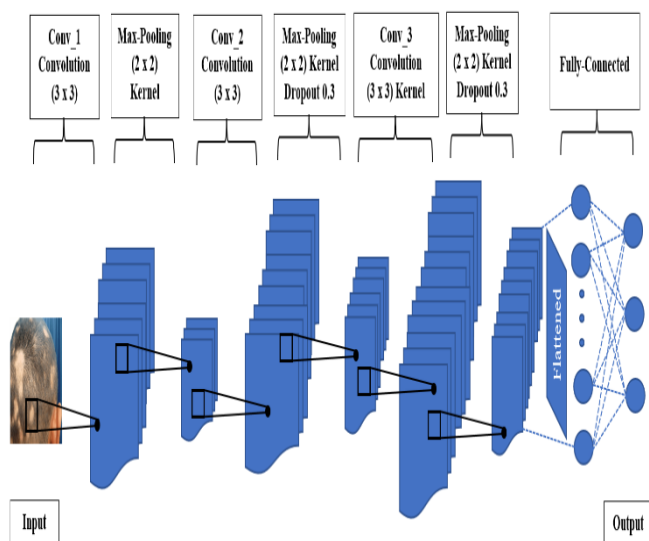 Conv_1
Convolution
(3 x 3)
Max-Pooling
(2 x 2)
Kernel
Conv_2
Convolution
(3 x 3)
Max-Pooling
(2 x 2) Kernel
Dropout 0.3
Conv_3
Convolution
(3 x 3) Kernel
Max-Pooling
(2 x 2) Kernel
Dropout 0.3
Fully-Connected
Flattened
Input
Output